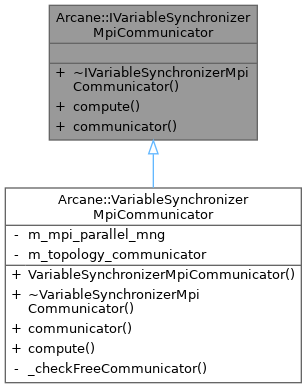 Arcane::IVariableSynchronizer
MpiCommunicator
+ ~IVariableSynchronizerMpi
Communicator()
+ compute()
+ communicator()
Arcane::VariableSynchronizer
MpiCommunicator
- m_mpi_parallel_mng
- m_topology_communicator
+ VariableSynchronizerMpiCommunicator()
+ ~VariableSynchronizerMpi
Communicator()
+ communicator()
+ compute()
- _checkFreeCommunicator()